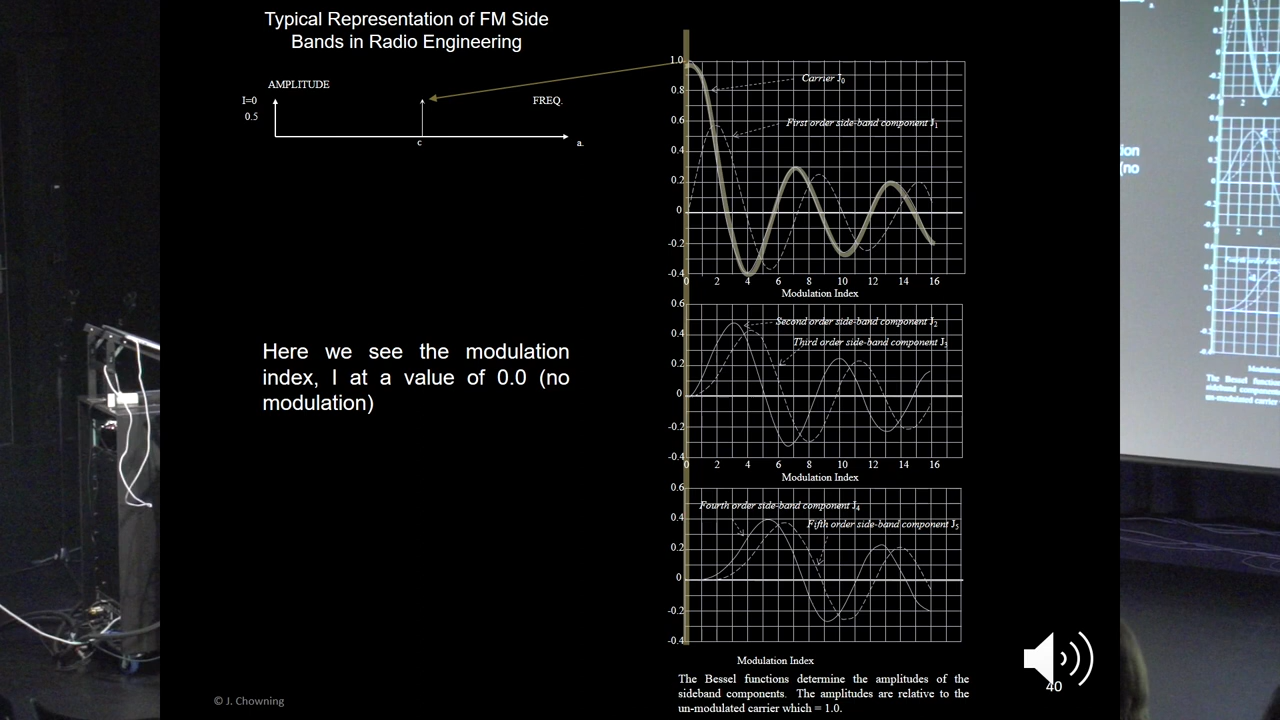 Typical Representation of FM Side
Bands in Radio Engineering
AMPLITUDE
I=0
0.5
FREQ.
c
a.
Here we see the modulation
index, I at a value of 0.0 (no
modulation)
© J. Chowning
1.0
0.8
0.6
0.4
0.2
0
-0.2
-0.4
Carrier J0
First order side-band component J1
0 2 4 6 8 10 12 14 16
Modulation Index
0.6
0.4
0.2
0
-0.2
-0.4
Second order side-band component J2
Third order side-band component J3
0 2 4 6 8 10 12 14 16
Modulation Index
0.6
0.4
0.2
0
-0.2
-0.4
Fourth order side-band component J4
Fifth order side-band component J5
Modulation Index
The Bessel functions determine the amplitudes of the
sideband components. The amplitudes are relative to the
un-modulated carrier which = 1.0.
40